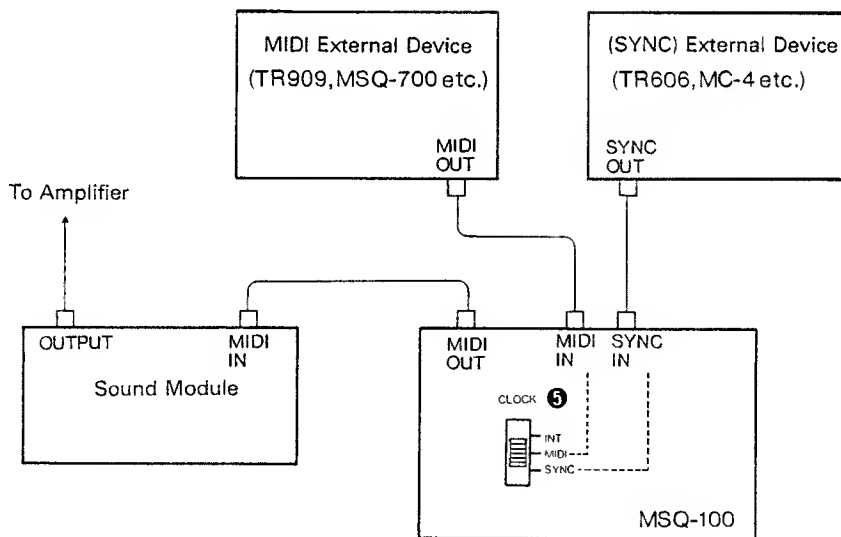 MIDI External Device
(TR909, MSQ-700 etc.)
MIDI
OUT
(SYNC) External Device
(TR606, MC-4 etc.)
SYNC
OUT
To Amplifier
OUTPUT
MIDI
IN
Sound Module
MIDI
OUT
MIDI
IN
SYNC
IN
CLOCK 5
INT
MIDI
SYNC
MSQ-100